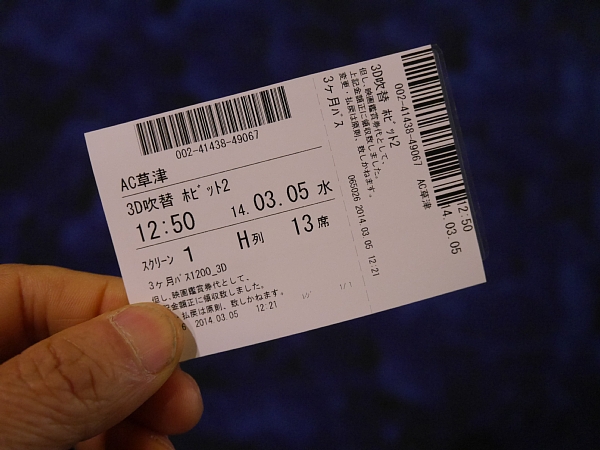 002-41438-49067
AC草津
3D吹替 ﾎﾋﾞｯﾄ2
12:50 14.03.05 水
ｽｸﾘｰﾝ 1 H列 13席
3ヶ月ﾊﾟｽ1200_3D
但し､映画鑑賞券代として､
記金額正に領収致しました｡
・払戻は原則､致しかねます｡
6 2014 03.05 12:21
1/1
3D吹替 ﾎﾋﾞｯﾄ2
但し､映画鑑賞券代として､
上記金額正に領収致しました｡
変更・払戻は原則､致しかねます｡
065026 2014 03.05 12:21
3ヶ月ﾊﾟｽ
002-41438-49067
AC草津
12:50
14.03.05